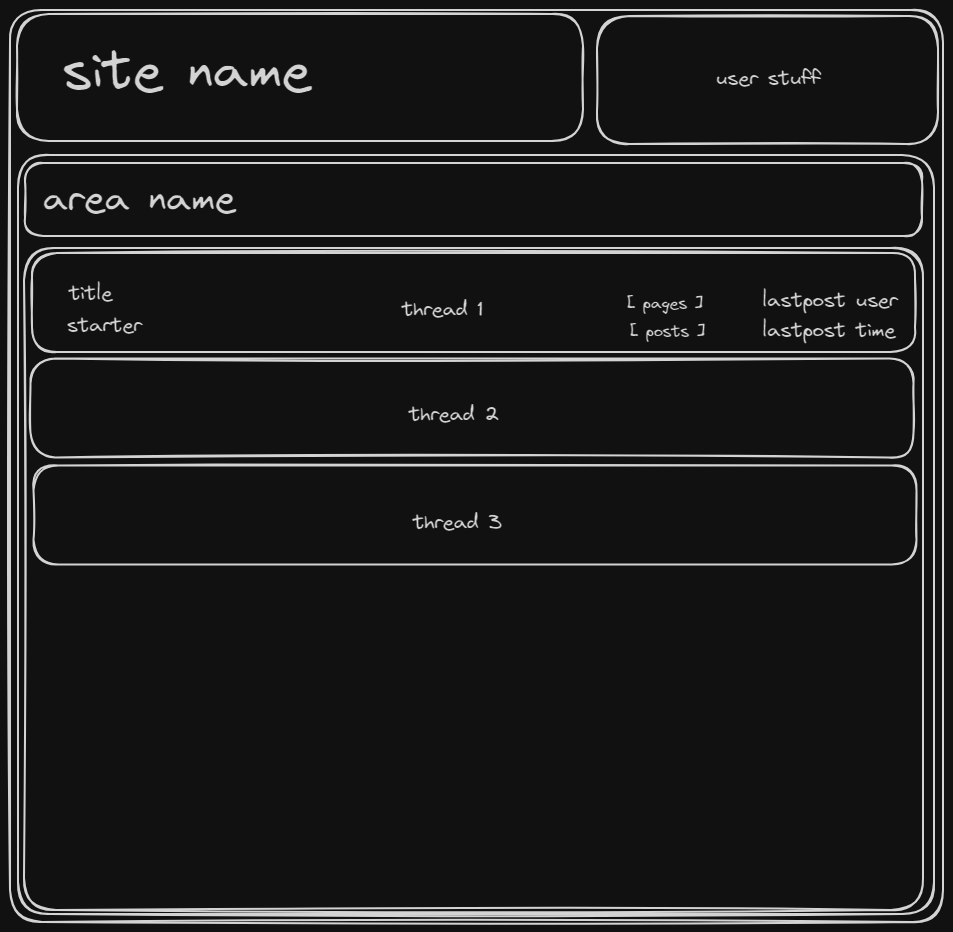 site name
user stuff
area name
title
starter
thread 1
[ pages ]
[ posts ]
lastpost user
lastpost time
thread 2
thread 3